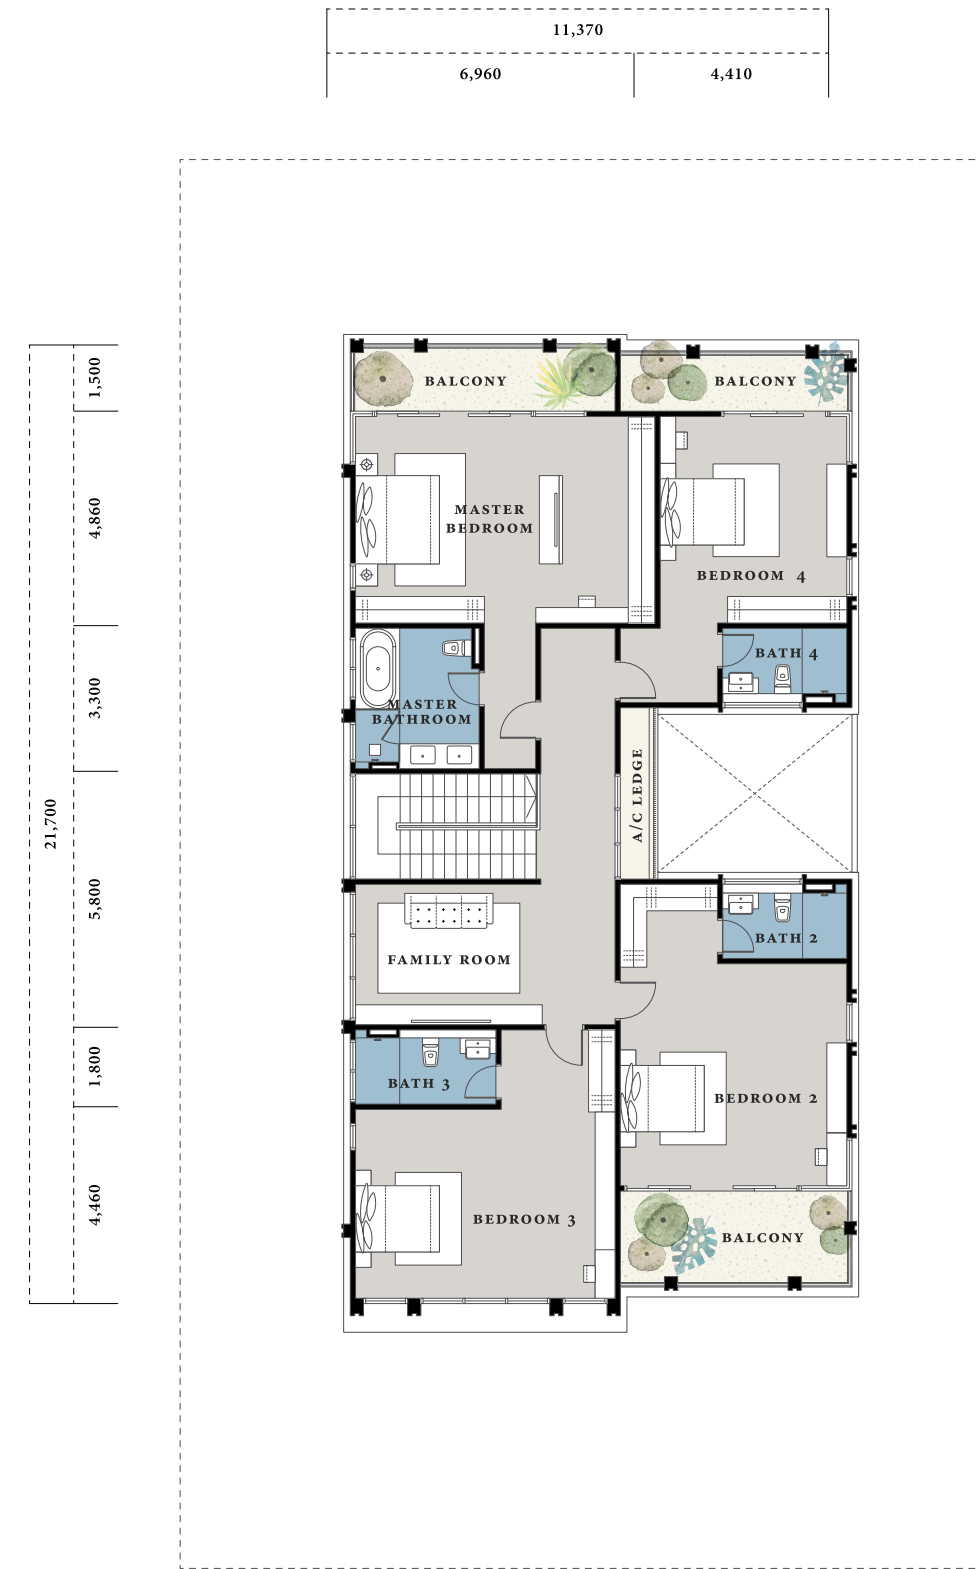 11,370
6,960
4,410
1,500
4,860
3,300
21,700
5,800
1,800
4,460
BALCONY
BALCONY
MASTER
BEDROOM
BEDROOM 4
BATH 4
MASTER
BATHROOM
A/C LEDGE
BATH 2
FAMILY ROOM
BATH 3
BEDROOM 2
BEDROOM 3
BALCONY